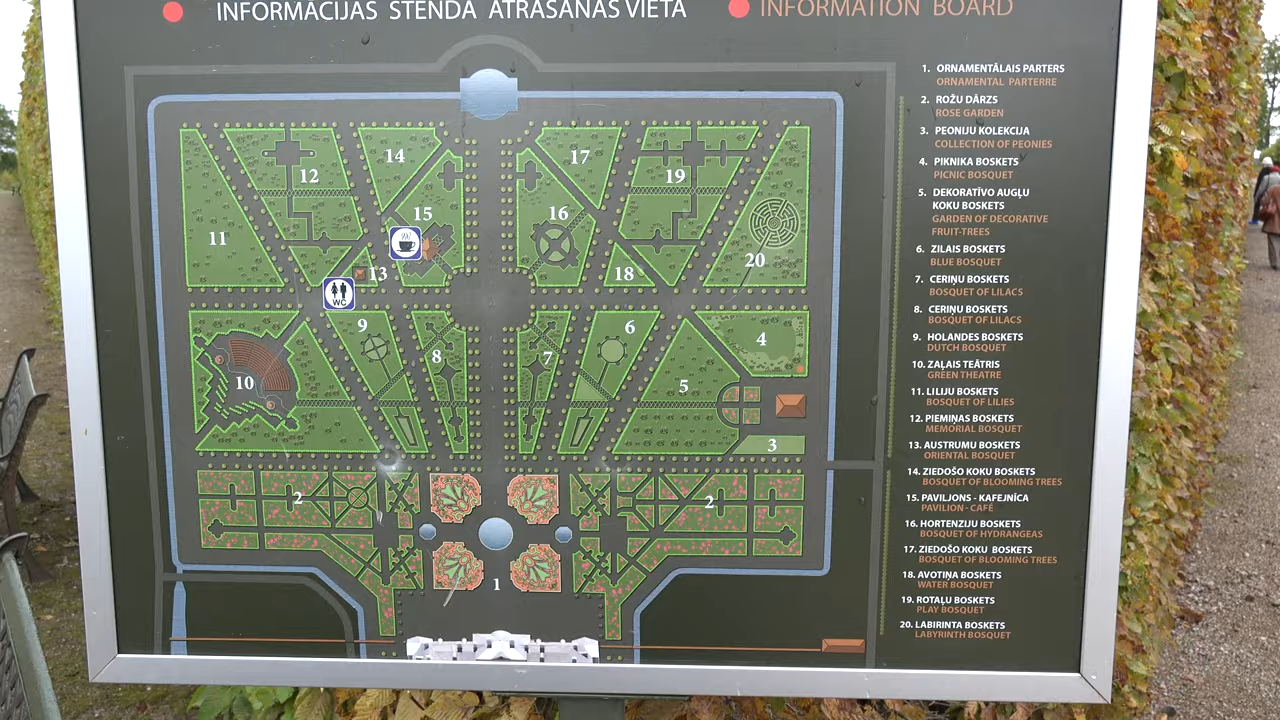 INFORMĀCIJAS STENDA ATRAŠANĀS VIETA
INFORMATION BOARD
1. ORNAMENTĀLAIS PARTERS
ORNAMENTAL PARTERRE
2. ROŽU DĀRZS
ROSE GARDEN
3. PEONIJU KOLEKCIJA
COLLECTION OF PEONIES
4. PIKNIKA BOSKETS
PICNIC BOSQUET
5. DEKORATĪVO AUGĻU
KOKU BOSKETS
GARDEN OF DECORATIVE
FRUIT-TREES
6. ZILAIS BOSKETS
BLUE BOSQUET
7. CERIŅU BOSKETS
BOSQUET OF LILACS
8. CERIŅU BOSKETS
BOSQUET OF LILACS
9. HOLANDES BOSKETS
DUTCH BOSQUET
10. ZAĻAIS TEĀTRIS
GREEN THEATRE
11. LILIJU BOSKETS
BOSQUET OF LILIES
12. PIEMIŅAS BOSKETS
MEMORIAL BOSQUET
13. AUSTRUMU BOSKETS
ORIENTAL BOSQUET
14. ZIEDOŠO KOKU BOSKETS
BOSQUET OF BLOOMING TREES
15. PAVILJONS - KAFEJNĪCA
PAVILION - CAFÉ
16. HORTENZIJU BOSKETS
BOSQUET OF HYDRANGEAS
17. ZIEDOŠO KOKU BOSKETS
BOSQUET OF BLOOMING TREES
18. AVOTIŅA BOSKETS
WATER BOSQUET
19. ROTAĻU BOSKETS
PLAY BOSQUET
20. LABIRINTA BOSKETS
LABYRINTH BOSQUET
14
17
12
19
15
16
11
20
13
18
WC
9
6
8
7
4
10
5
3
2
2
1